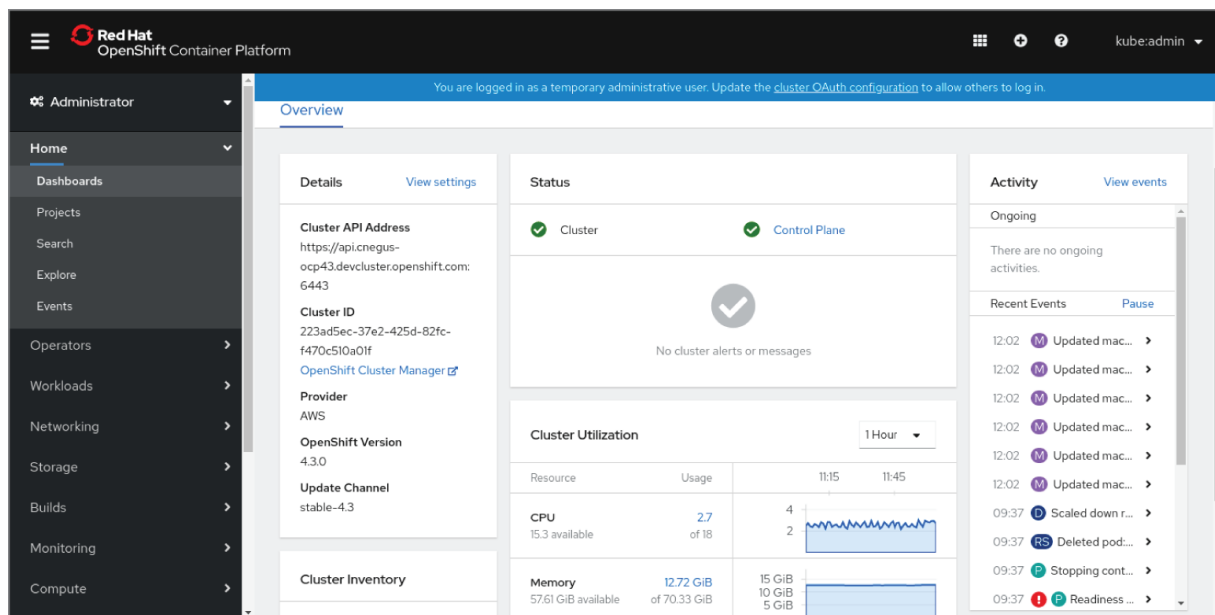 Red Hat
OpenShift Container Platform
kube:admin
Administrator
You are logged in as a temporary administrative user. Update the cluster OAuth configuration to allow others to log in.
Home
Dashboards
Projects
Search
Explore
Events
Operators
Workloads
Networking
Storage
Builds
Monitoring
Compute
Overview
Details View settings
Cluster API Address
https://api.cnegus-
ocp43.devcluster.openshift.com:
6443
Cluster ID
223ad5ec-37e2-425d-82fc-
f470c510a01f
OpenShift Cluster Manager
Provider
AWS
OpenShift Version
4.3.0
Update Channel
stable-4.3
Cluster Inventory
Status
Cluster Control Plane
No cluster alerts or messages
Cluster Utilization 1 Hour
Resource Usage 11:15 11:45
CPU 2.7 4
15.3 available of 18 2
Memory 12.72 GiB 15 GiB
57.61 GiB available of 70.33 GiB 10 GiB
5 GiB
Activity View events
Ongoing
There are no ongoing
activities.
Recent Events Pause
12:02 M Updated mac...
12:02 M Updated mac...
12:02 M Updated mac...
12:02 M Updated mac...
12:02 M Updated mac...
12:02 M Updated mac...
09:37 D Scaled down r...
09:37 RS Deleted pod:...
09:37 P Stopping cont...
09:37 P Readiness ...